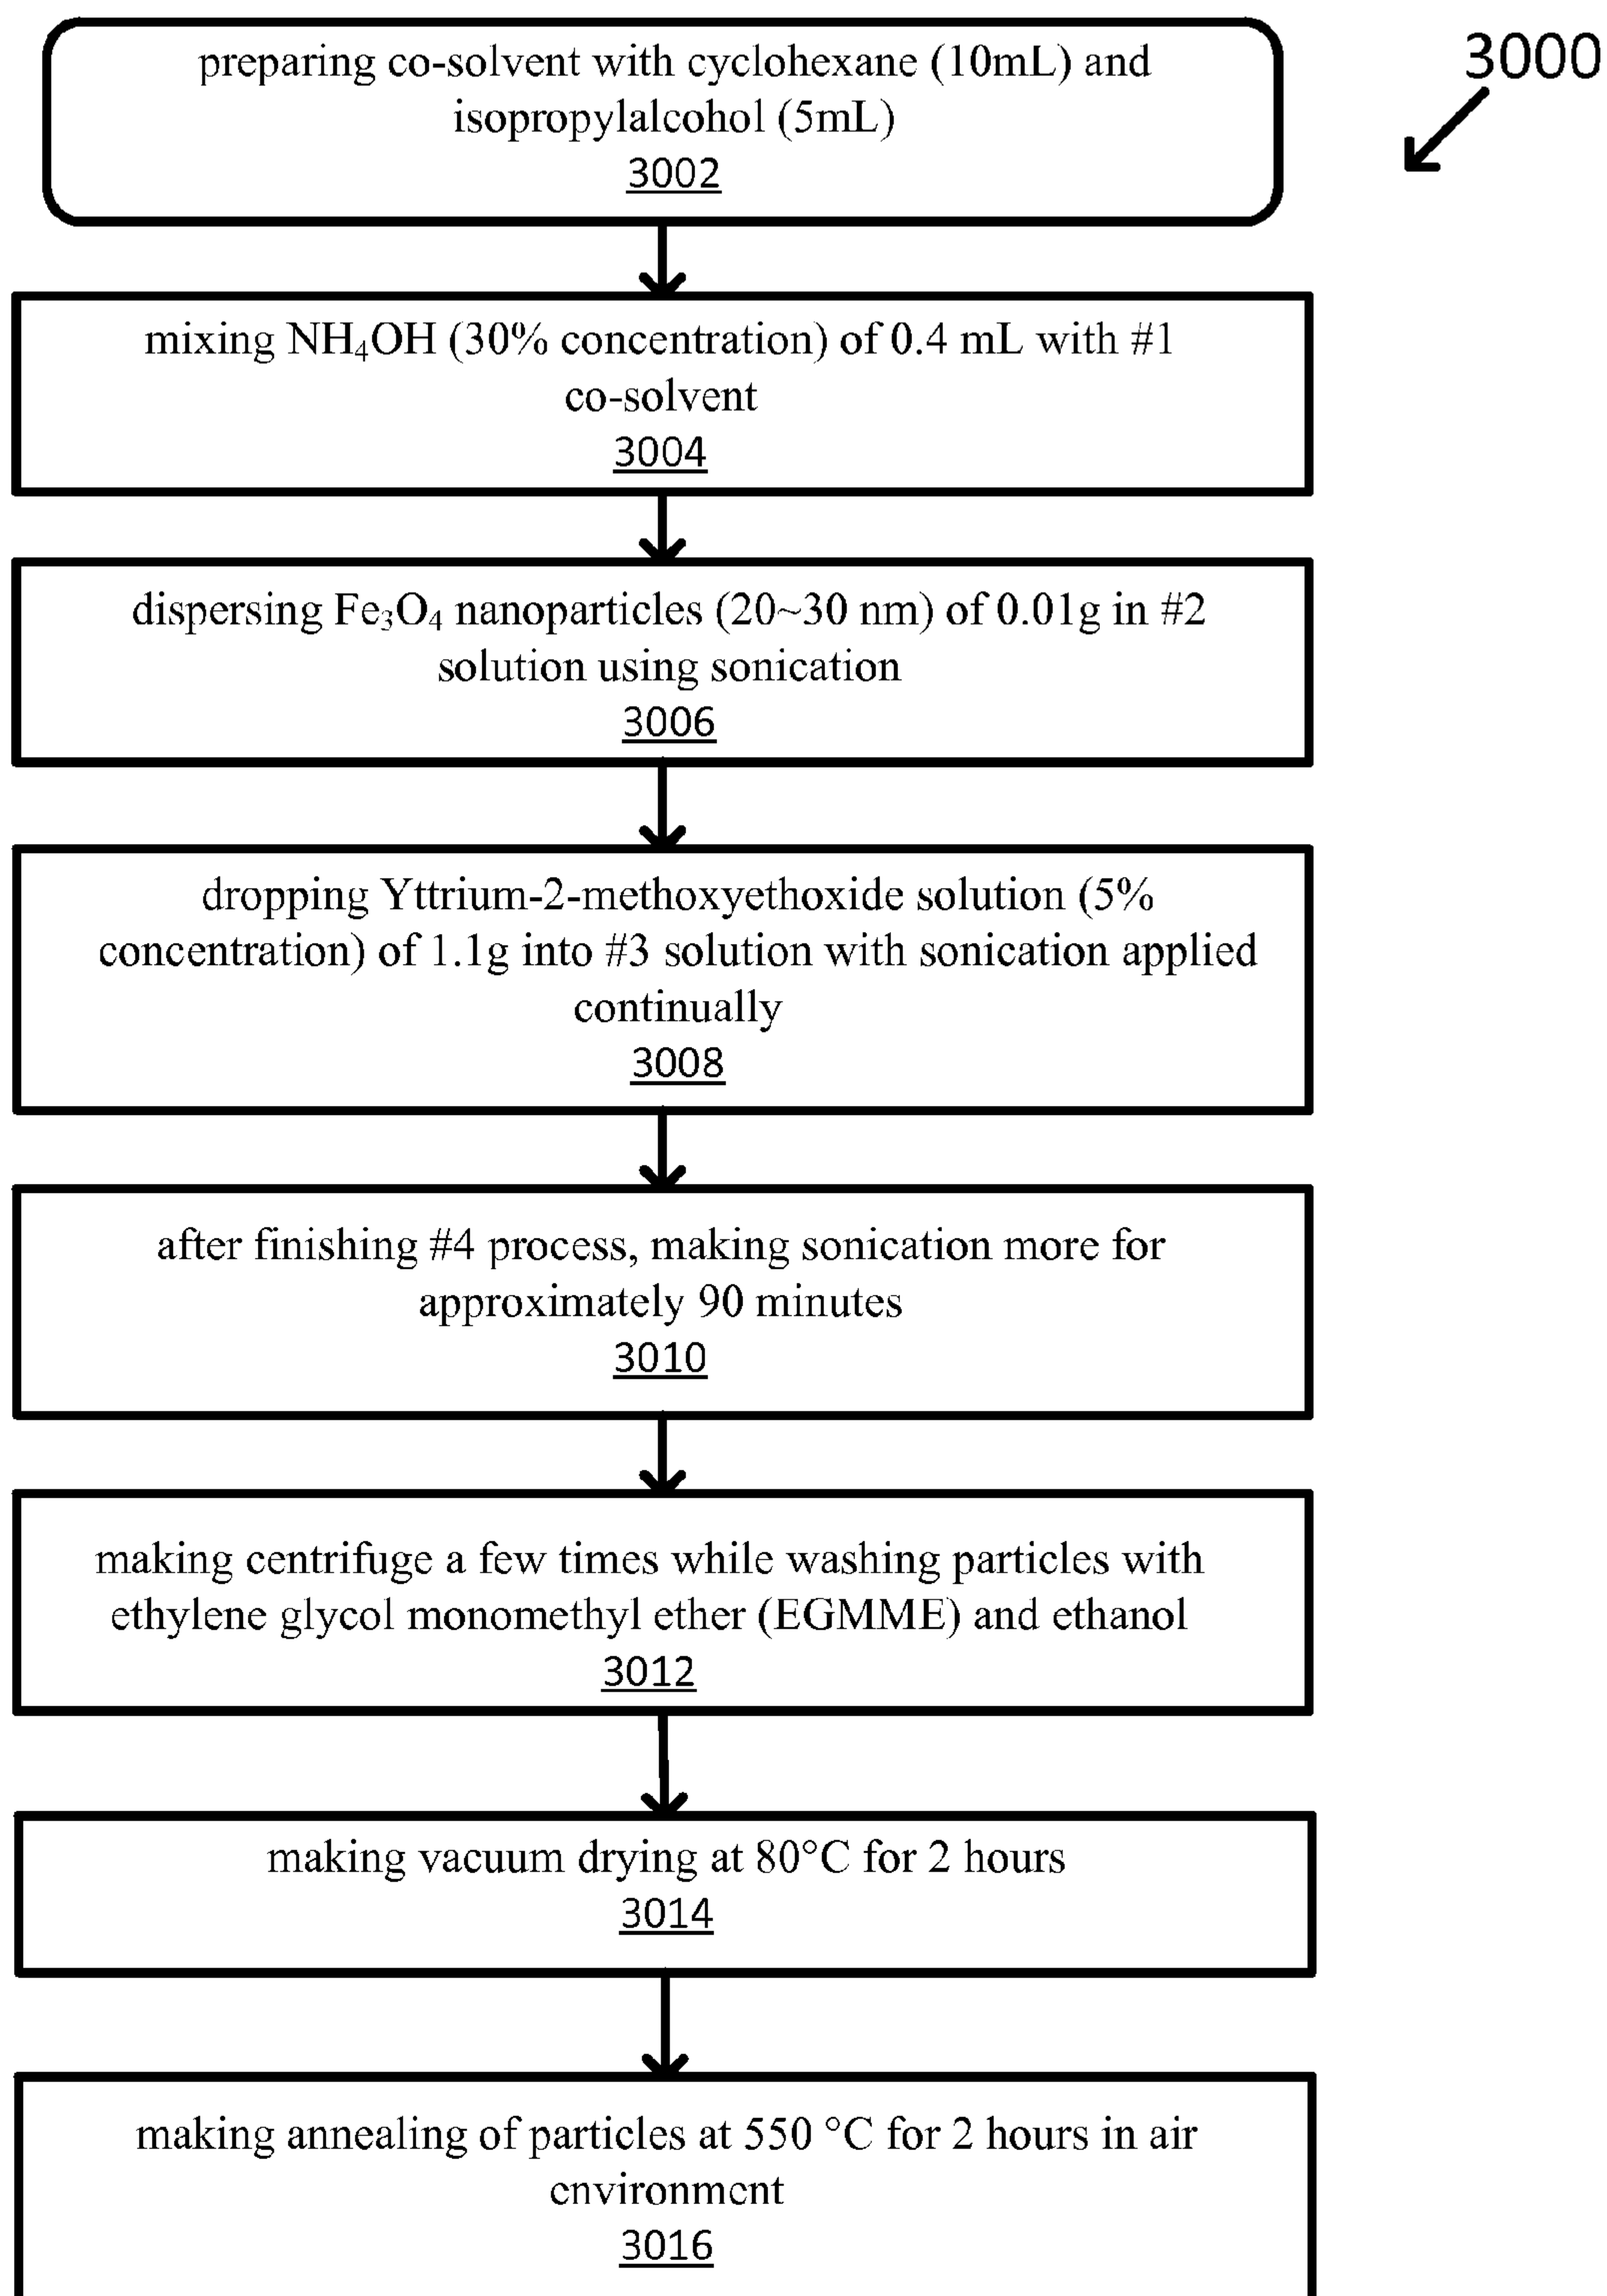 3000
preparing co-solvent with cyclohexane (10mL) and
isopropylalcohol (5mL)
3002
mixing NH₄OH (30% concentration) of 0.4 mL with #1
co-solvent
3004
dispersing Fe₃O₄ nanoparticles (20~30 nm) of 0.01g in #2
solution using sonication
3006
dropping Yttrium-2-methoxyethoxide solution (5%
concentration) of 1.1g into #3 solution with sonication applied
continually
3008
after finishing #4 process, making sonication more for
approximately 90 minutes
3010
making centrifuge a few times while washing particles with
ethylene glycol monomethyl ether (EGMME) and ethanol
3012
making vacuum drying at 80°C for 2 hours
3014
making annealing of particles at 550 °C for 2 hours in air
environment
3016